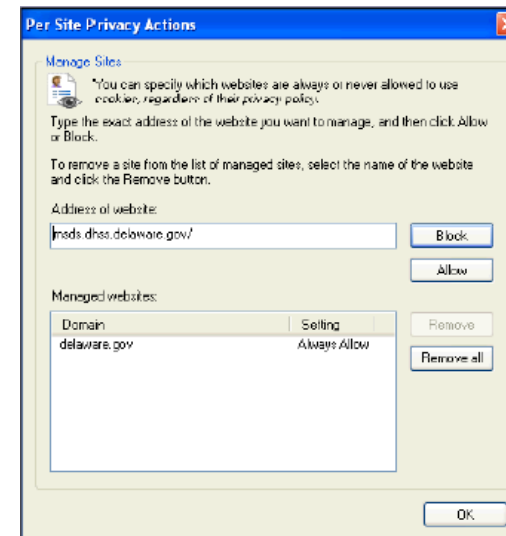 Per Site Privacy Actions
Manage Sites
You can specify which websites are always or never allowed to use
cookies, regardless of their privacy policy.
Type the exact address of the website you want to manage, and then click Allow
or Block.
To remove a site from the list of managed sites, select the name of the website
and click the Remove button.
Address of website:
msds.dhss.delaware.gov/
Block
Allow
Managed websites:
Domain Setting
Remove
delaware.gov Always Allow
Remove all
OK